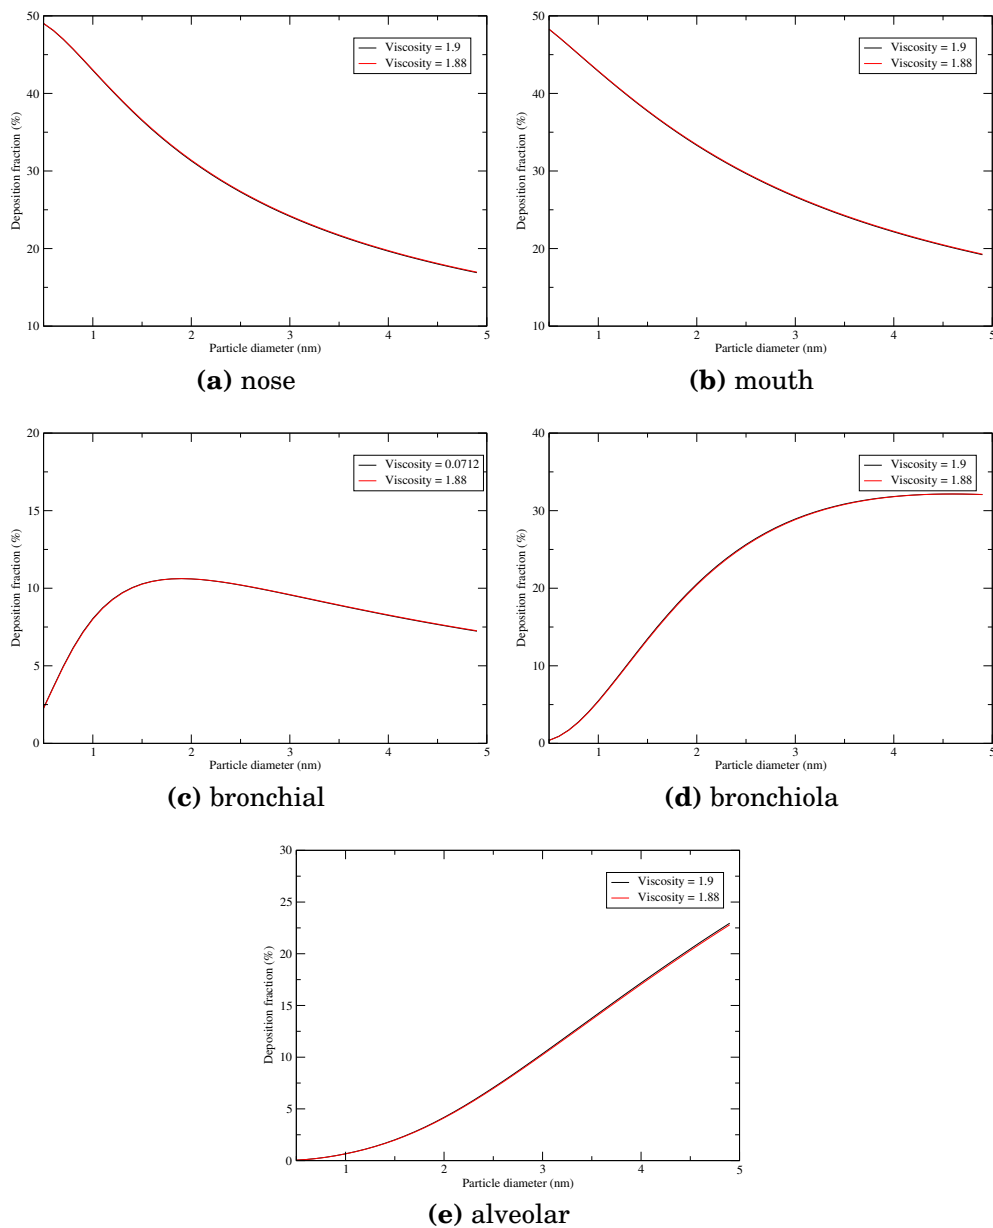 50
40
30
20
10
Deposition fraction (%)
Viscosity = 1.9
Viscosity = 1.88
1 2 3 4 5
Particle diameter (nm)
(a) nose
50
40
30
20
10
Deposition fraction (%)
Viscosity = 1.9
Viscosity = 1.88
1 2 3 4 5
Particle diameter (nm)
(b) mouth
20
15
10
5
0
Deposition fraction (%)
Viscosity = 0.0712
Viscosity = 1.88
1 2 3 4 5
Particle diameter (nm)
(c) bronchial
40
30
20
10
0
Deposition fraction (%)
Viscosity = 1.9
Viscosity = 1.88
1 2 3 4 5
Particle diameter (nm)
(d) bronchiola
30
25
20
15
10
5
0
Deposition fraction (%)
Viscosity = 1.9
Viscosity = 1.88
1 2 3 4 5
Particle diameter (nm)
(e) alveolar